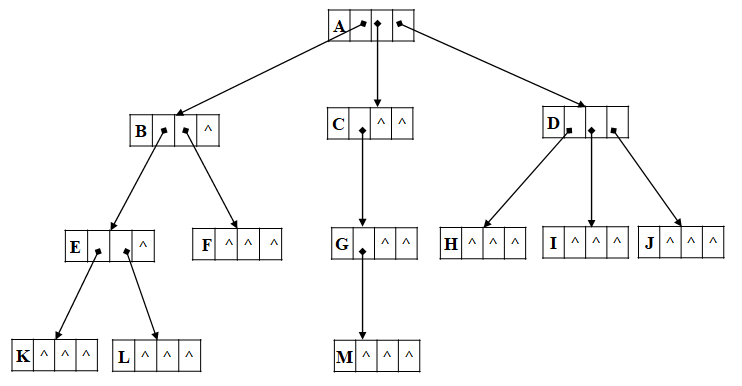 A
B ^
C ^ ^
D
E ^
F ^ ^ ^
G ^ ^
H ^ ^ ^
I ^ ^ ^
J ^ ^ ^
K ^ ^ ^
L ^ ^ ^
M ^ ^ ^